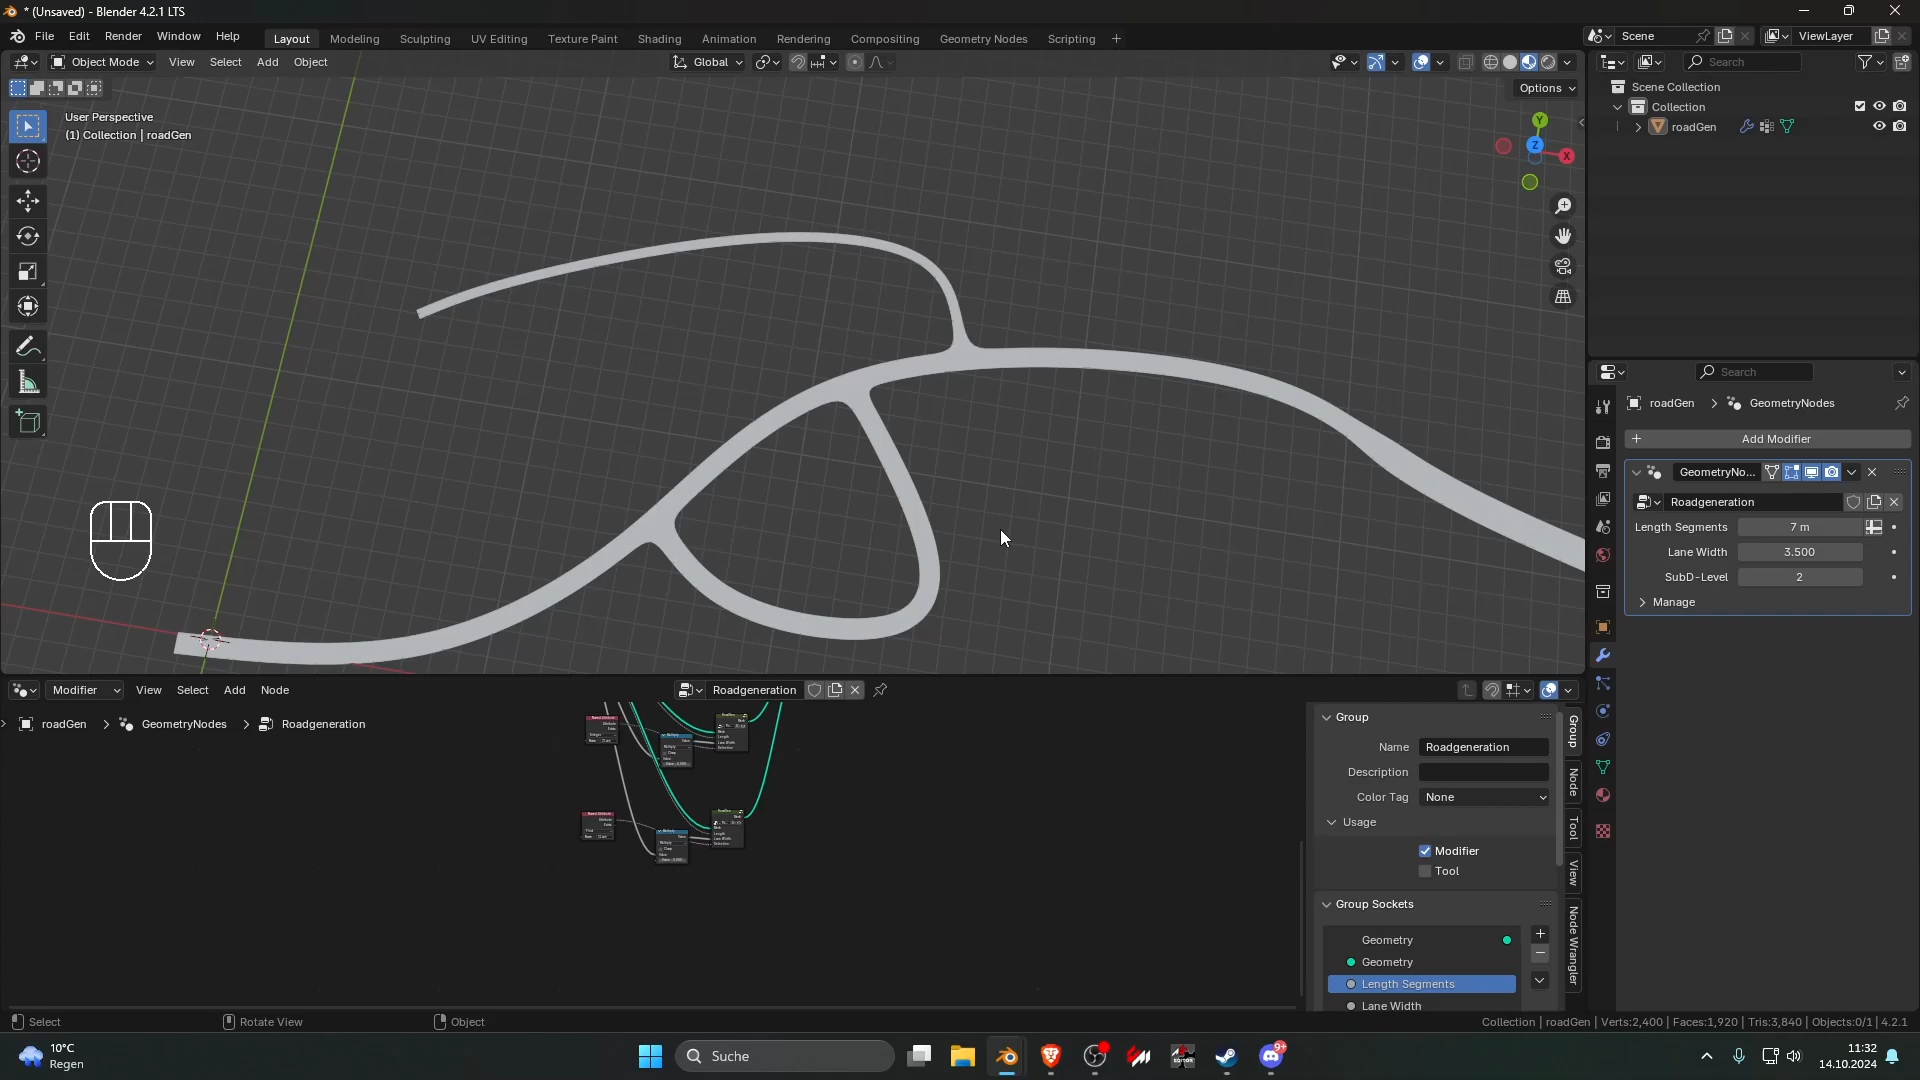 * (Unsaved) - Blender 4.2.1 LTS
File Edit Render Window Help
Layout Modeling Sculpting UV Editing Texture Paint Shading Animation Rendering Compositing Geometry Nodes Scripting +
Scene
ViewLayer
Object Mode View Select Add Object
Global
Search
Options
User Perspective
(1) Collection | roadGen
Y
Z
X
Scene Collection
Collection
roadGen
Search
roadGen > GeometryNodes
+ Add Modifier
GeometryNo...
Roadgeneration
Length Segments 7 m
Lane Width 3.500
SubD-Level 2
Manage
Modifier View Select Add Node
Roadgeneration
roadGen > GeometryNodes > Roadgeneration
Group
Name Roadgeneration
Description
Color Tag None
Usage
Modifier
Tool
Group Sockets
Geometry
Geometry
Length Segments
Lane Width
Group
Node
Tool
View
Node Wrangler
Select
Rotate View
Object
Collection | roadGen | Verts:2,400 | Faces:1,920 | Tris:3,840 | Objects:0/1 | 4.2.1
10°C
Regen
Suche
EDITOR
9+
11:32
14.10.2024